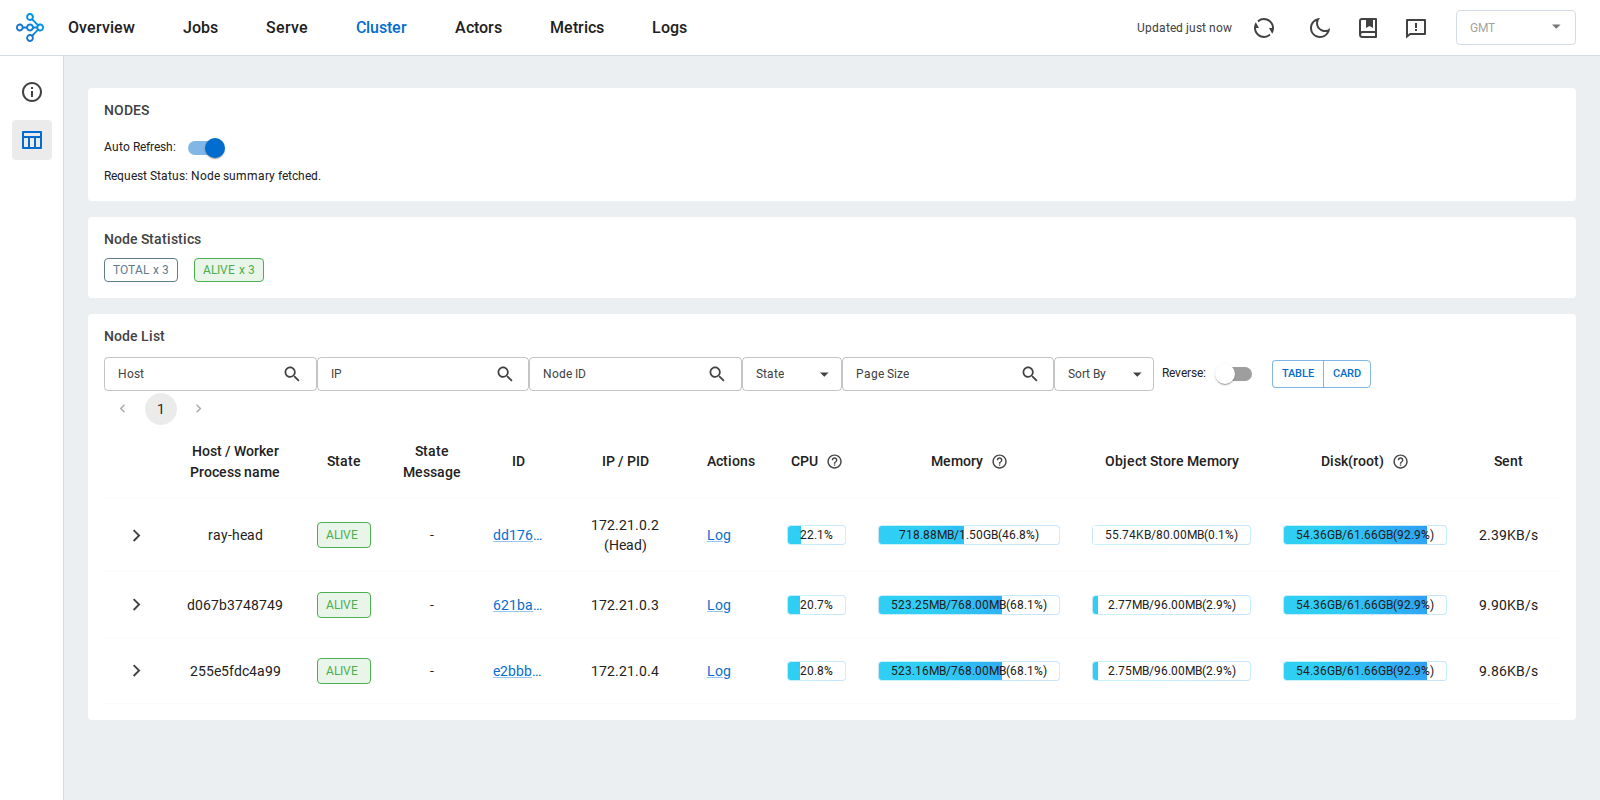 Overview Jobs Serve Cluster Actors Metrics Logs Updated just now GMT
NODES
Auto Refresh:
Request Status: Node summary fetched.
Node Statistics
TOTAL x 3 ALIVE x 3
Node List
Host IP Node ID State Page Size Sort By Reverse: TABLE CARD
1
Host / Worker Process name State State Message ID IP / PID Actions CPU Memory Object Store Memory Disk(root) Sent
ray-head ALIVE - dd176... 172.21.0.2 (Head) Log 22.1% 718.88MB/1.50GB(46.8%) 55.74KB/80.00MB(0.1%) 54.36GB/61.66GB(92.9%) 2.39KB/s
d067b3748749 ALIVE - 621ba... 172.21.0.3 Log 20.7% 523.25MB/768.00MB(68.1%) 2.77MB/96.00MB(2.9%) 54.36GB/61.66GB(92.9%) 9.90KB/s
255e5fdc4a99 ALIVE - e2bbb... 172.21.0.4 Log 20.8% 523.16MB/768.00MB(68.1%) 2.75MB/96.00MB(2.9%) 54.36GB/61.66GB(92.9%) 9.86KB/s